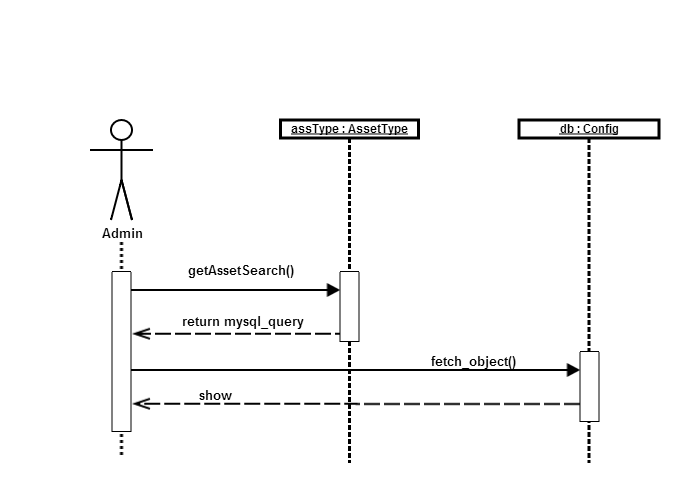 assType : AssetType
db : Config
Admin
getAssetSearch()
return mysql_query
fetch_object()
show